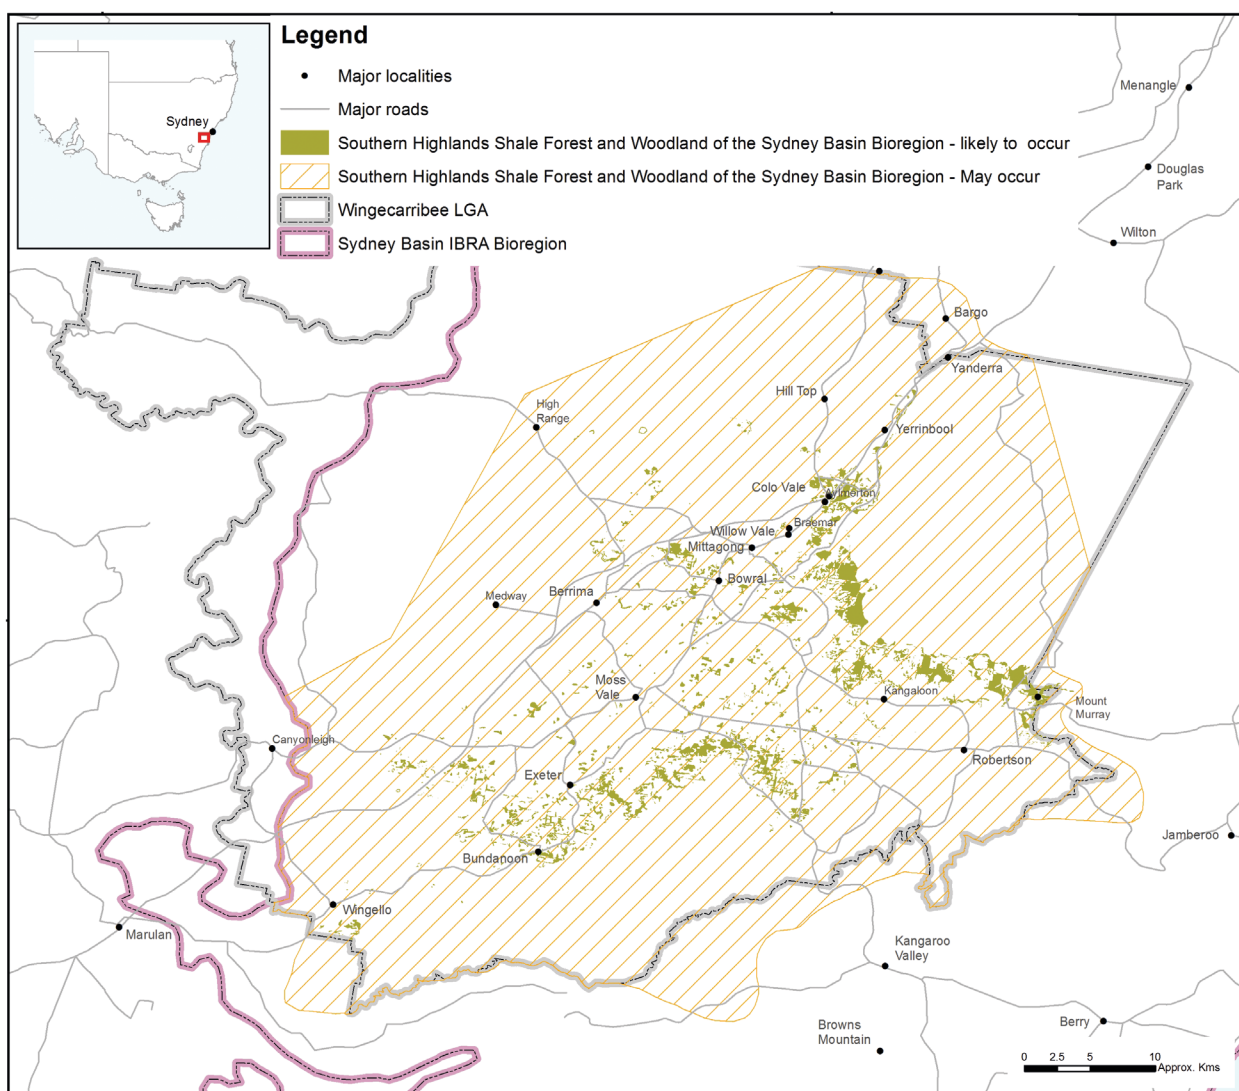 Sydney
Legend
Major localities
Major roads
Southern Highlands Shale Forest and Woodland of the Sydney Basin Bioregion - likely to  occur
Southern Highlands Shale Forest and Woodland of the Sydney Basin Bioregion - May occur
Wingecarribee LGA
Sydney Basin IBRA Bioregion
Menangle
Douglas
Park
Wilton
Bargo
Yanderra
Hill Top
High
Range
Yerrinbool
Colo Vale
Aylmerton
Braemar
Willow Vale
Mittagong
Bowral
Medway
Berrima
Moss
Vale
Kangaloon
Mount
Murray
Canyonleigh
Robertson
Exeter
Jamberoo
Bundanoon
Wingello
Marulan
Kangaroo
Valley
Berry
Browns
Mountain
0 2.5 5 10
Approx. Kms